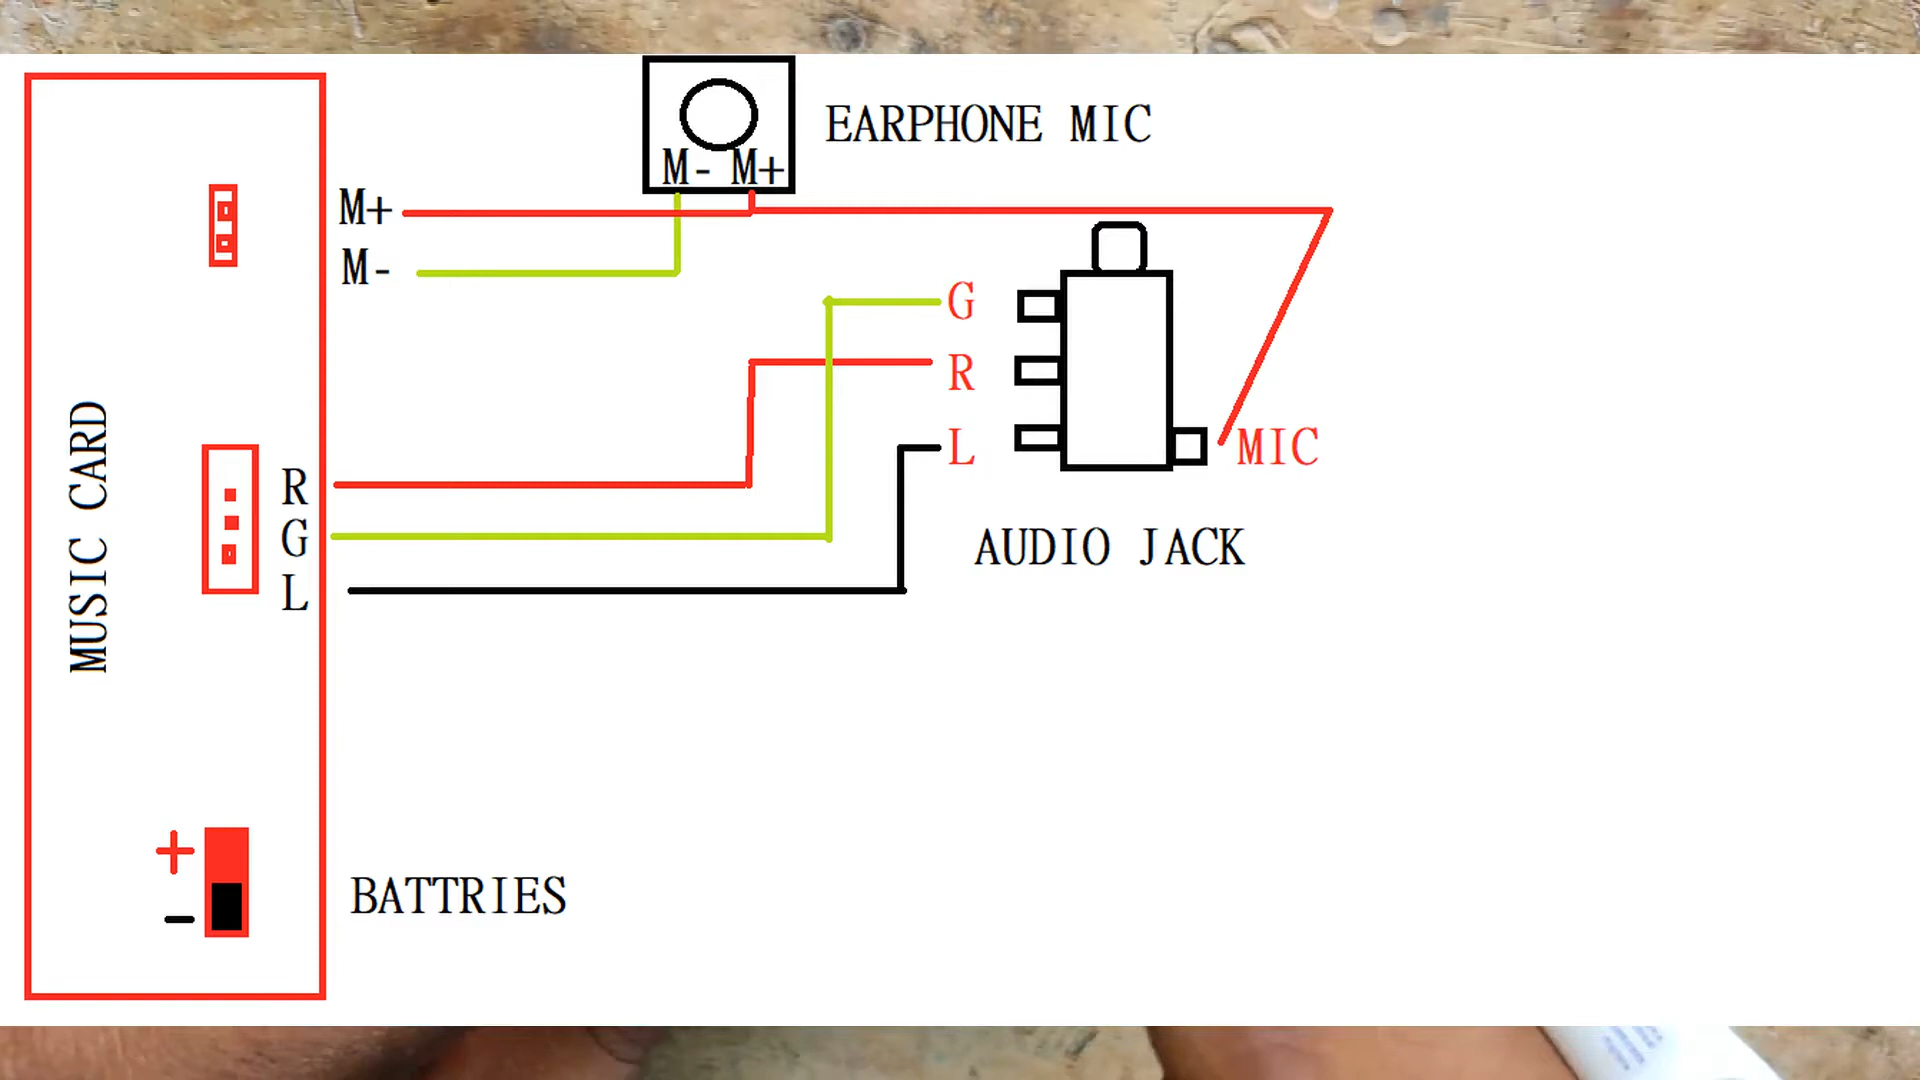 EARPHONE MIC
M- M+
M+
M-
G
R
L
MIC
AUDIO JACK
MUSIC CARD
R
G
L
+
-
BATTRIES